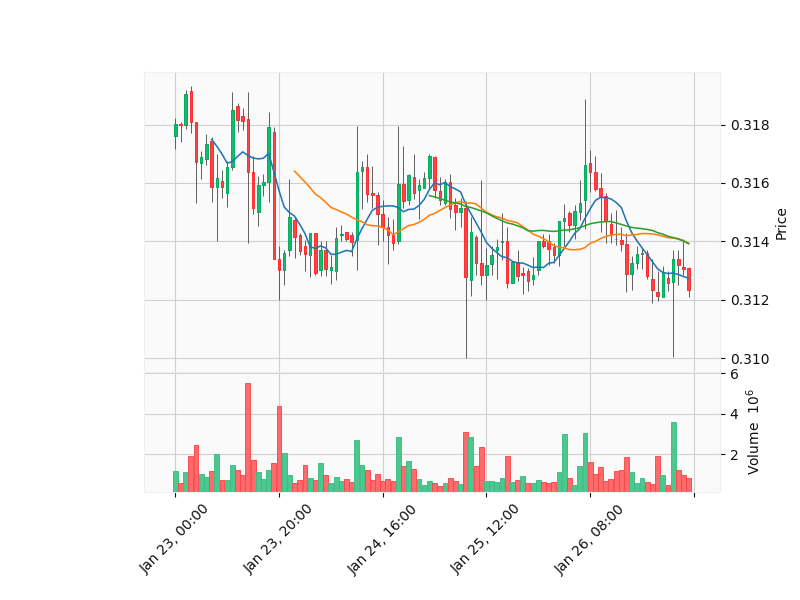 0.318
0.316
0.314
0.312
0.310
Price
6
4
2
Volume 10^6
Jan 23, 00:00
Jan 23, 20:00
Jan 24, 16:00
Jan 25, 12:00
Jan 26, 08:00